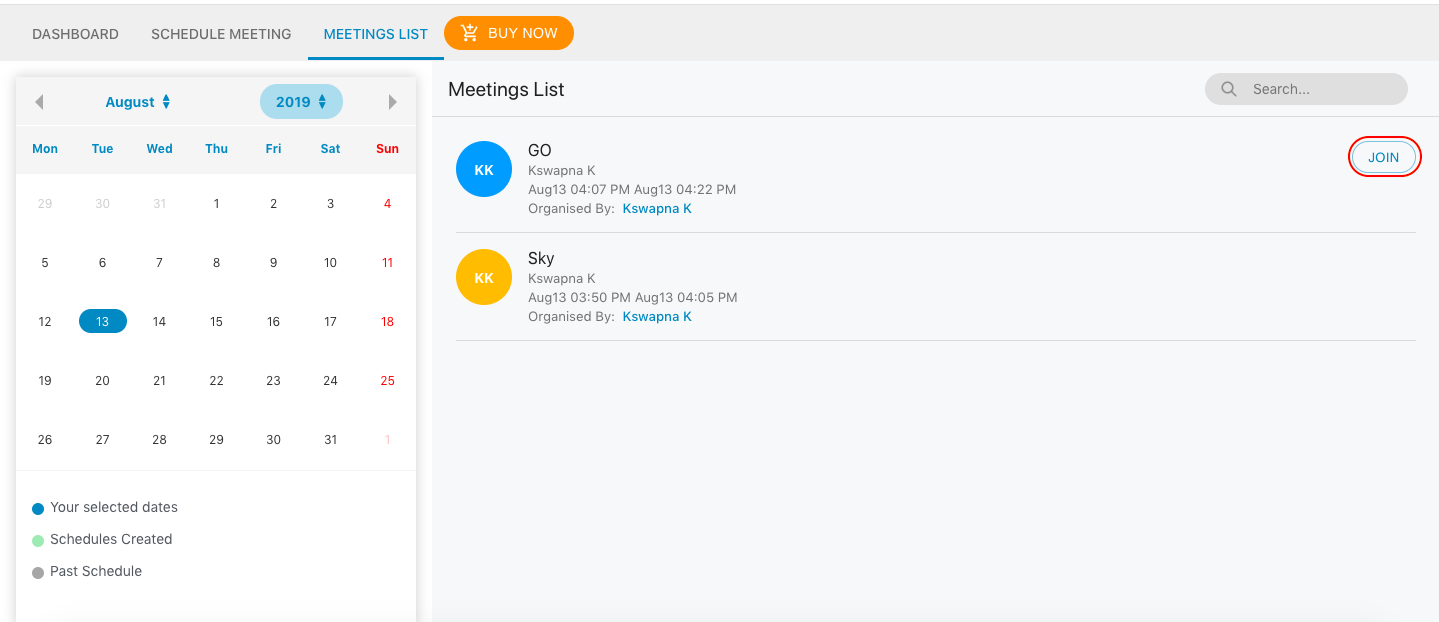 DASHBOARD SCHEDULE MEETING MEETINGS LIST BUY NOW
August 2019
Mon Tue Wed Thu Fri Sat Sun
29 30 31 1 2 3 4
5 6 7 8 9 10 11
12 13 14 15 16 17 18
19 20 21 22 23 24 25
26 27 28 29 30 31 1
Your selected dates
Schedules Created
Past Schedule
Meetings List Search...
KK
GO
Kswapna K
Aug13 04:07 PM Aug13 04:22 PM
Organised By: Kswapna K
JOIN
KK
Sky
Kswapna K
Aug13 03:50 PM Aug13 04:05 PM
Organised By: Kswapna K